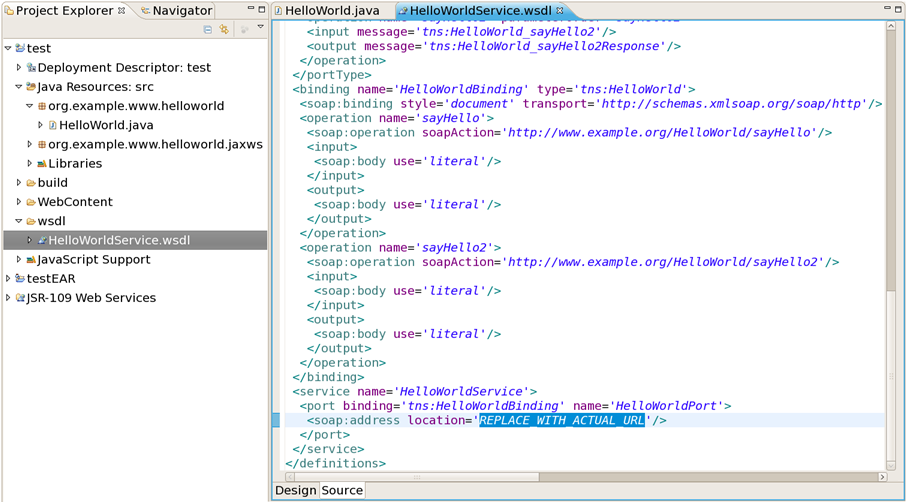 Project Explorer
Navigator
test
Deployment Descriptor: test
Java Resources: src
org.example.www.helloworld
HelloWorld.java
org.example.www.helloworld.jaxws
Libraries
build
WebContent
wsdl
HelloWorldService.wsdl
JavaScript Support
testEAR
JSR-109 Web Services
HelloWorld.java
HelloWorldService.wsdl
<input message='tns:HelloWorld_sayHello2'/>
<output message='tns:HelloWorld_sayHello2Response'/>
</operation>
</portType>
<binding name='HelloWorldBinding' type='tns:HelloWorld'>
<soap:binding style='document' transport='http://schemas.xmlsoap.org/soap/http'/>
<operation name='sayHello'>
<soap:operation soapAction='http://www.example.org/HelloWorld/sayHello'/>
<input>
<soap:body use='literal'/>
</input>
<output>
<soap:body use='literal'/>
</output>
</operation>
<operation name='sayHello2'>
<soap:operation soapAction='http://www.example.org/HelloWorld/sayHello2'/>
<input>
<soap:body use='literal'/>
</input>
<output>
<soap:body use='literal'/>
</output>
</operation>
</binding>
<service name='HelloWorldService'>
<port binding='tns:HelloWorldBinding' name='HelloWorldPort'>
<soap:address location='REPLACE_WITH_ACTUAL_URL'/>
</port>
</service>
</definitions>
Design
Source